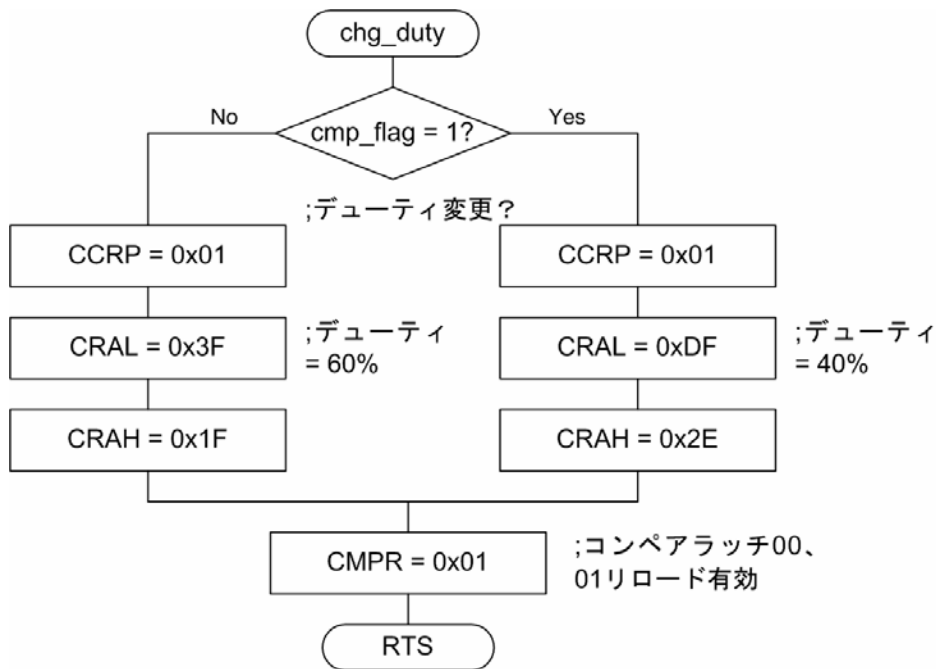 chg_duty
No
cmp_flag = 1?
Yes
;デューティ変更？
CCRP = 0x01
CCRP = 0x01
CRAL = 0x3F
;デューティ
= 60%
CRAL = 0xDF
;デューティ
= 40%
CRAH = 0x1F
CRAH = 0x2E
CMPR = 0x01
;コンペアラッチ00、
01リロード有効
RTS